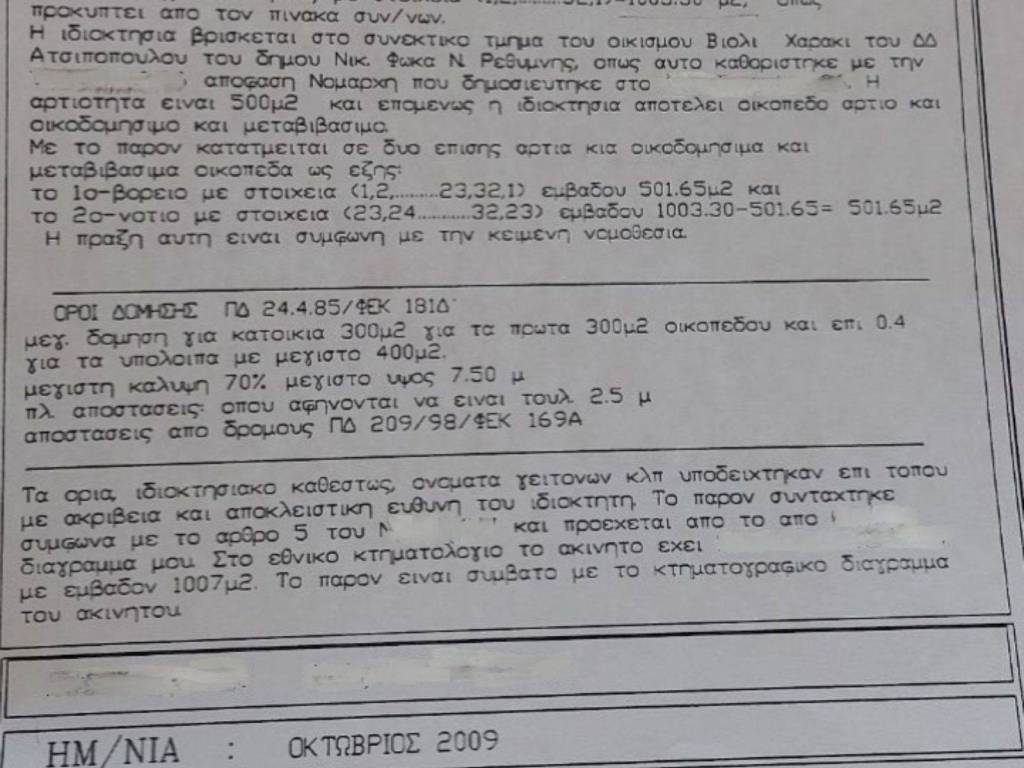 προκυπτει απο τον πινακα συν/νων.
Η ιδιοκτησια βρισκεται στο συνεκτικο τμημα του οικισμου Βιολι Χαρακι του ΔΔ
Ατσιποπουλου του δημου Νικ. Φωκα Ν. Ρεθυμνης, οπως αυτο καθοριστηκε με την
αποφαση Νομαρχη που δημοσιευτηκε στο . Η
αρτιοτητα ειναι 500μ2 και επομενως η ιδιοκτησια αποτελει οικοπεδο αρτιο και
οικοδομησιμο και μεταβιβασιμο.
Με το παρον κατατμειται σε δυο επισης αρτια κια οικοδομησιμα και
μεταβιβασιμα οικοπεδα ως εξης:
το 1ο-βορειο με στοιχεια (1,2,........23,32,1) εμβαδου 501.65μ2 και
το 2ο-νοτιο με στοιχεια (23,24..........32,23) εμβαδου 1003.30-501.65= 501.65μ2
Η πραξη αυτη ειναι συμφωνη με την κειμενη νομοθεσια.
ΟΡΟΙ ΔΟΜΗΣΗΣ ΠΔ 24.4.85/ΦΕΚ 181Δ
μεγ. δομηση για κατοικια 300μ2 για τα πρωτα 300μ2 οικοπεδου και επι 0.4
για τα υπολοιπα με μεγιστο 400μ2.
μεγιστη καλυψη 70% μεγιστο υψος 7.50 μ
πλ. αποστασεις: οπου αφηνονται να ειναι τουλ. 2.5 μ
αποστασεις απο δρομους ΠΔ 209/98/ΦΕΚ 169Α
Τα ορια, ιδιοκτησιακο καθεστως, ονοματα γειτονων κλπ υποδειχτηκαν επι τοπου
με ακριβεια και αποκλειστικη ευθυνη του ιδιοκτητη. Το παρον συνταχτηκε
συμφωνα με το αρθρο 5 του και προεχεται απο το απο
διαγραμμα μου. Στο εθνικο κτηματολογιο το ακινητο εχει
με εμβαδον 1007μ2. Το παρον ειναι συμβατο με το κτηματογραφικο διαγραμμα
του ακινητου.
ΗΜ/ΝΙΑ : ΟΚΤΩΒΡΙΟΣ 2009